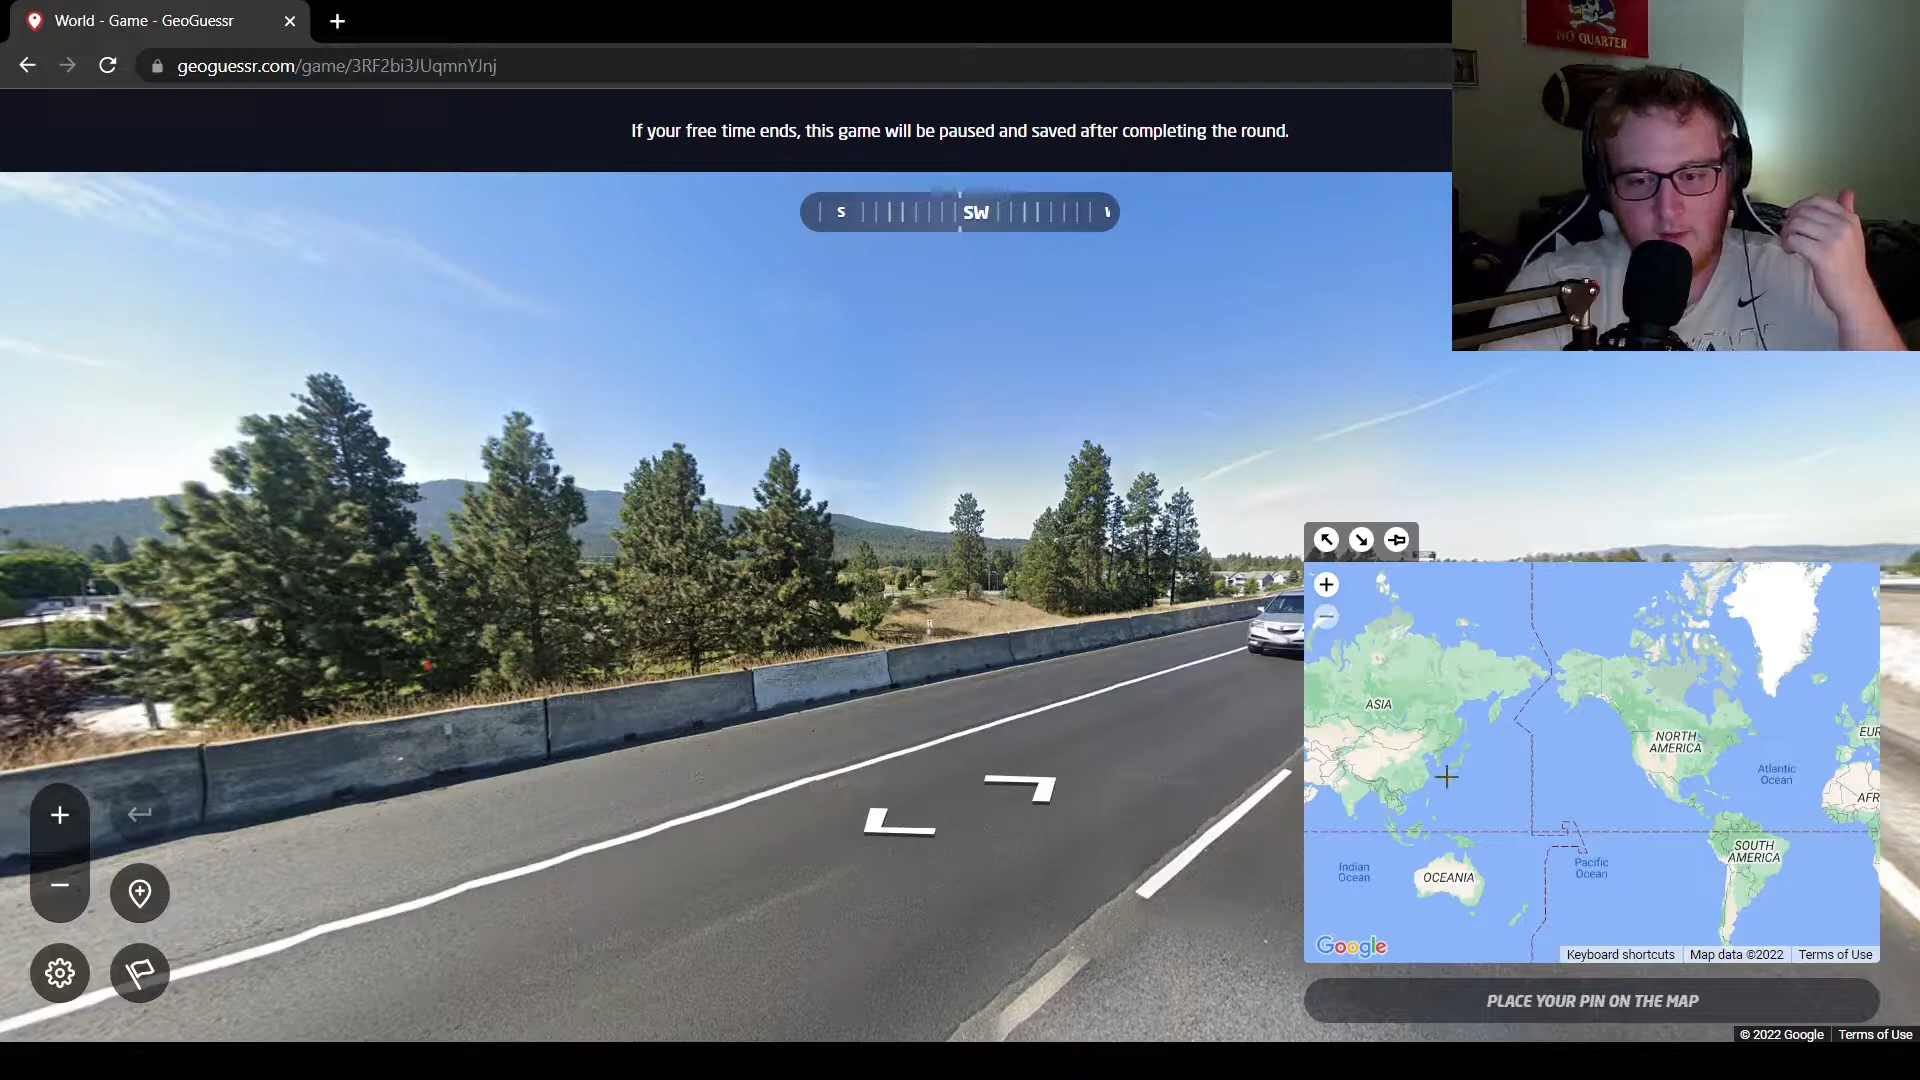 World - Game - GeoGuessr
geoguessr.com/game/3RF2bi3JUqmnYJnj
NO QUARTER
If your free time ends, this game will be paused and saved after completing the round.
S SW
ASIA
NORTH
AMERICA
Atlantic
Ocean
EUR
AFR
SOUTH
AMERICA
Pacific
Ocean
Indian
Ocean
OCEANIA
Google
Keyboard shortcuts Map data ©2022 Terms of Use
PLACE YOUR PIN ON THE MAP
© 2022 Google Terms of Use